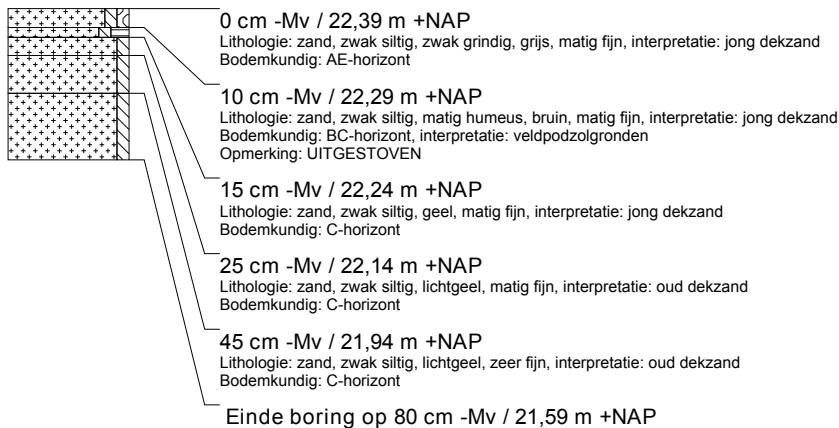 0 cm -Mv / 22,39 m +NAP
Lithologie: zand, zwak siltig, zwak grindig, grijs, matig fijn, interpretatie: jong dekzand
Bodemkundig: AE-horizont
10 cm -Mv / 22,29 m +NAP
Lithologie: zand, zwak siltig, matig humeus, bruin, matig fijn, interpretatie: jong dekzand
Bodemkundig: BC-horizont, interpretatie: veldpodzolgronden
Opmerking: UITGESTOVEN
15 cm -Mv / 22,24 m +NAP
Lithologie: zand, zwak siltig, geel, matig fijn, interpretatie: jong dekzand
Bodemkundig: C-horizont
25 cm -Mv / 22,14 m +NAP
Lithologie: zand, zwak siltig, lichtgeel, matig fijn, interpretatie: oud dekzand
Bodemkundig: C-horizont
45 cm -Mv / 21,94 m +NAP
Lithologie: zand, zwak siltig, lichtgeel, zeer fijn, interpretatie: oud dekzand
Bodemkundig: C-horizont
Einde boring op 80 cm -Mv / 21,59 m +NAP